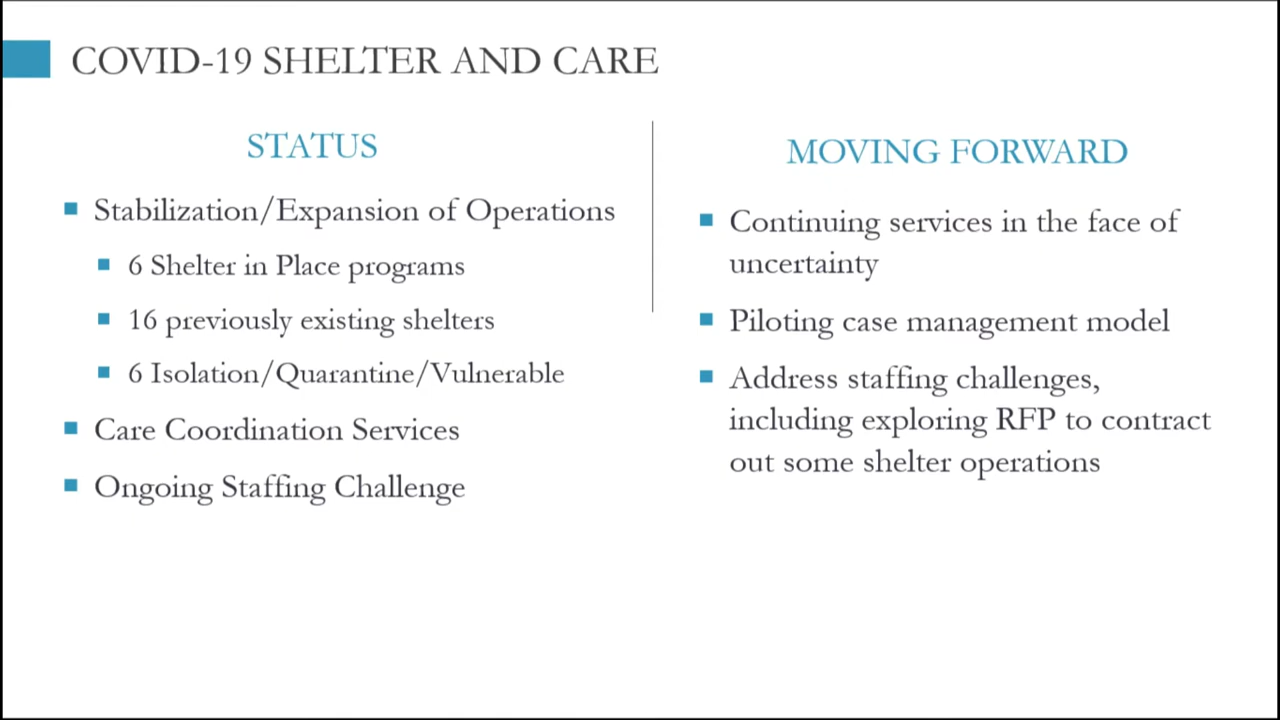 COVID-19 SHELTER AND CARE
STATUS
Stabilization/Expansion of Operations
6 Shelter in Place programs
16 previously existing shelters
6 Isolation/Quarantine/Vulnerable
Care Coordination Services
Ongoing Staffing Challenge
MOVING FORWARD
Continuing services in the face of
uncertainty
Piloting case management model
Address staffing challenges,
including exploring RFP to contract
out some shelter operations